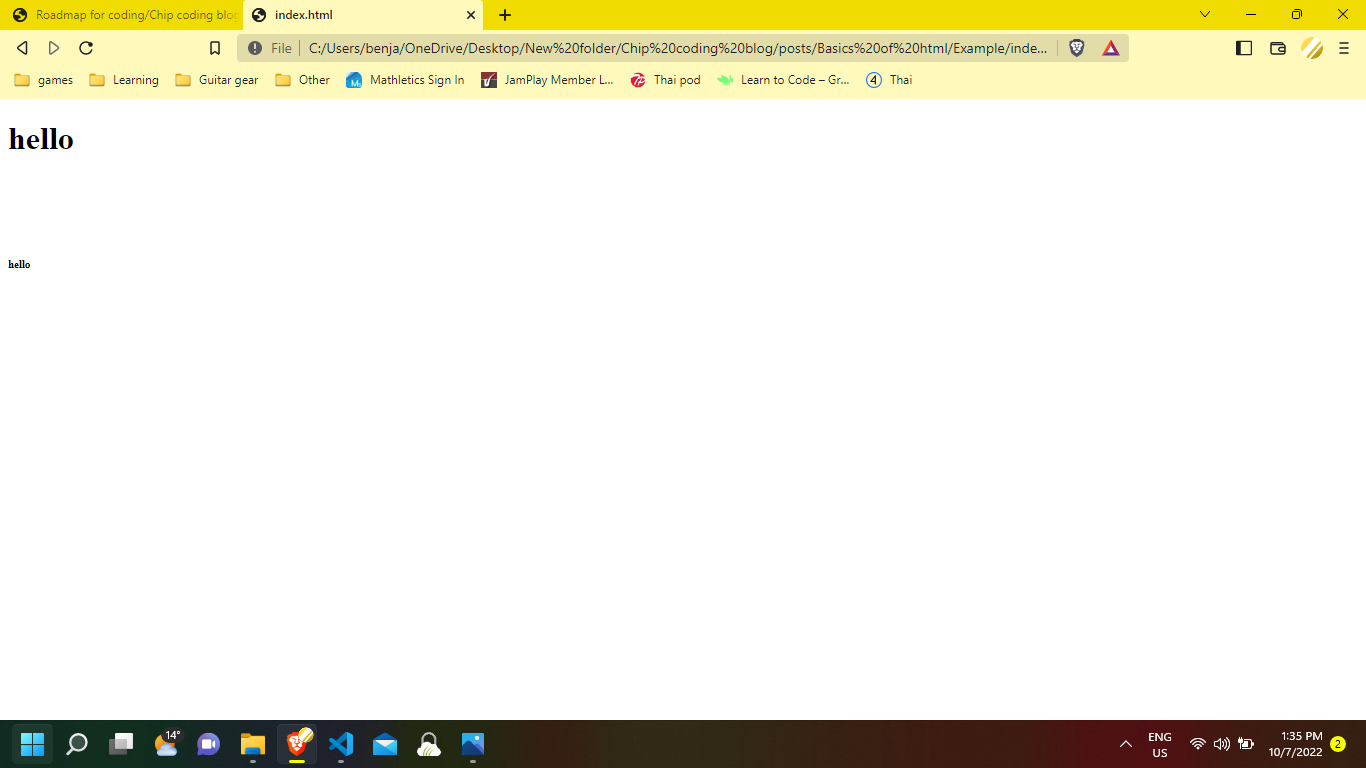 Roadmap for coding/Chip coding blog
index.html
File
C:/Users/benja/OneDrive/Desktop/New%20folder/Chip%20coding%20blog/posts/Basics%20of%20html/Example/inde...
games
Learning
Guitar gear
Other
Mathletics Sign In
JamPlay Member L...
Thai pod
Learn to Code – Gr...
4
Thai
hello
hello
14°
ENG
US
1:35 PM
10/7/2022
2